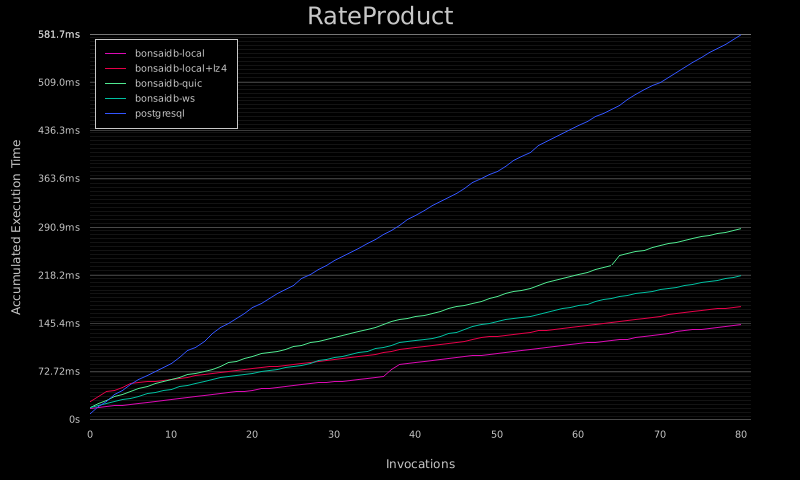 RateProduct
581.7ms
509.0ms
436.3ms
363.6ms
290.9ms
218.2ms
145.4ms
72.72ms
0s
Accumulated Execution Time
bonsaidb-local
bonsaidb-local+lz4
bonsaidb-quic
bonsaidb-ws
postgresql
0 10 20 30 40 50 60 70 80
Invocations